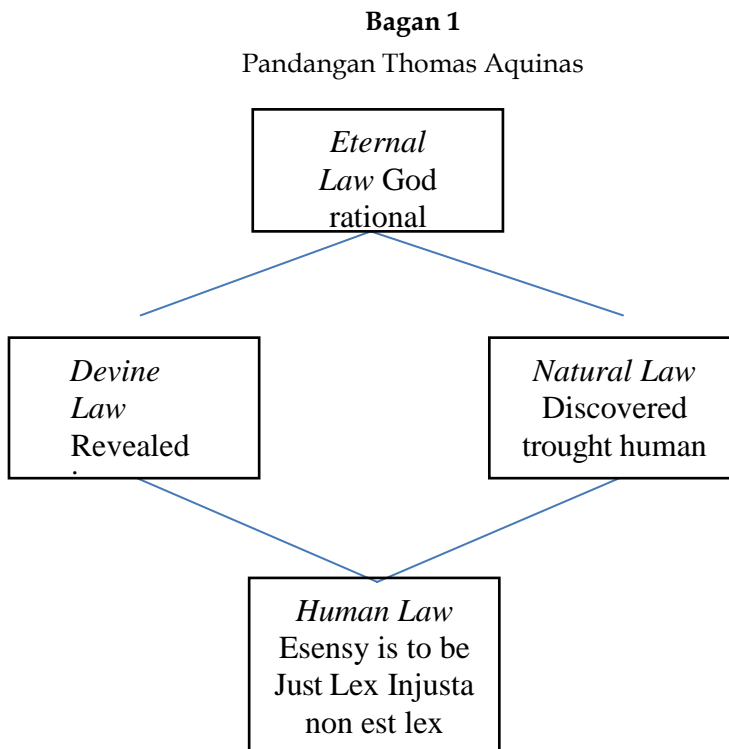 Bagan 1
Pandangan Thomas Aquinas
Eternal
Law God
rational
Devine
Law
Revealed
Natural Law
Discovered
trought human
Human Law
Esensy is to be
Just Lex Injusta
non est lex